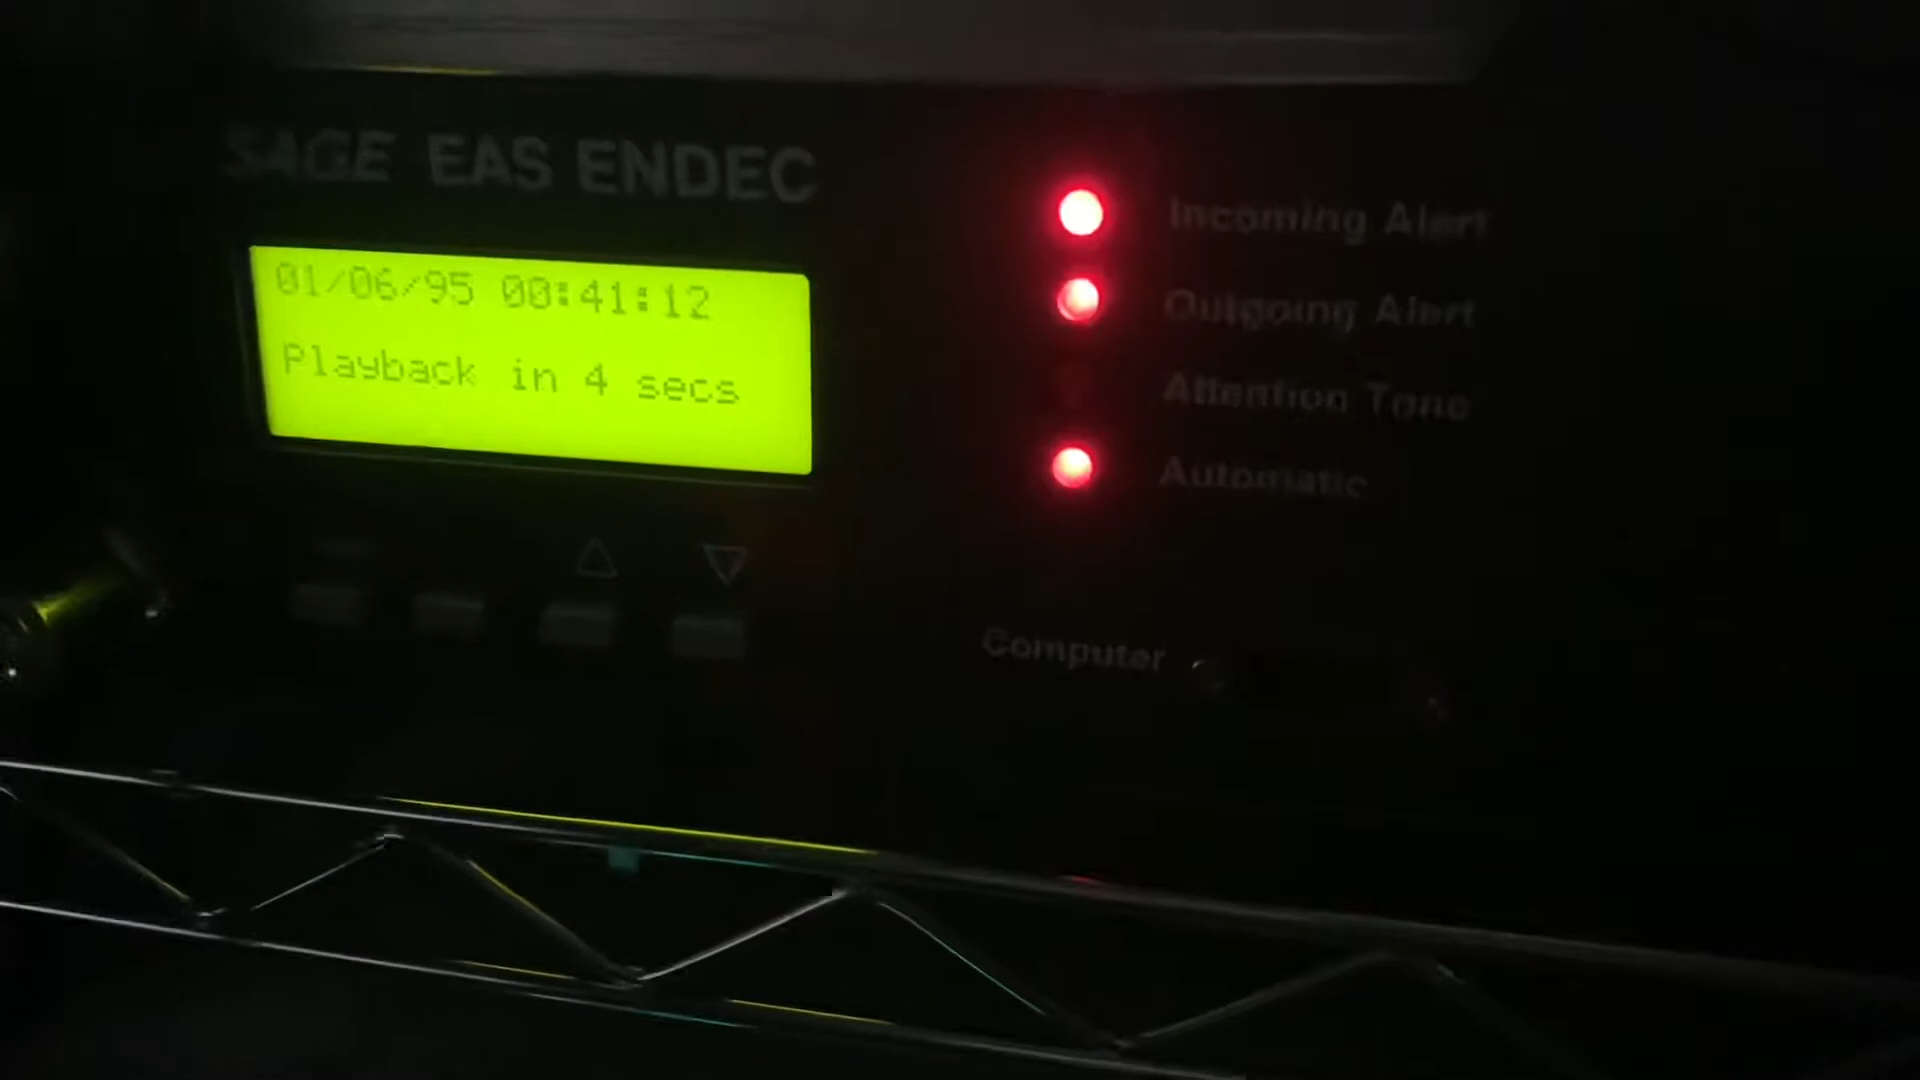 SAGE EAS ENDEC
01/06/95 00:41:12
Playback in 4 secs
Incoming Alert
Outgoing Alert
Attention Tone
Automatic
Computer